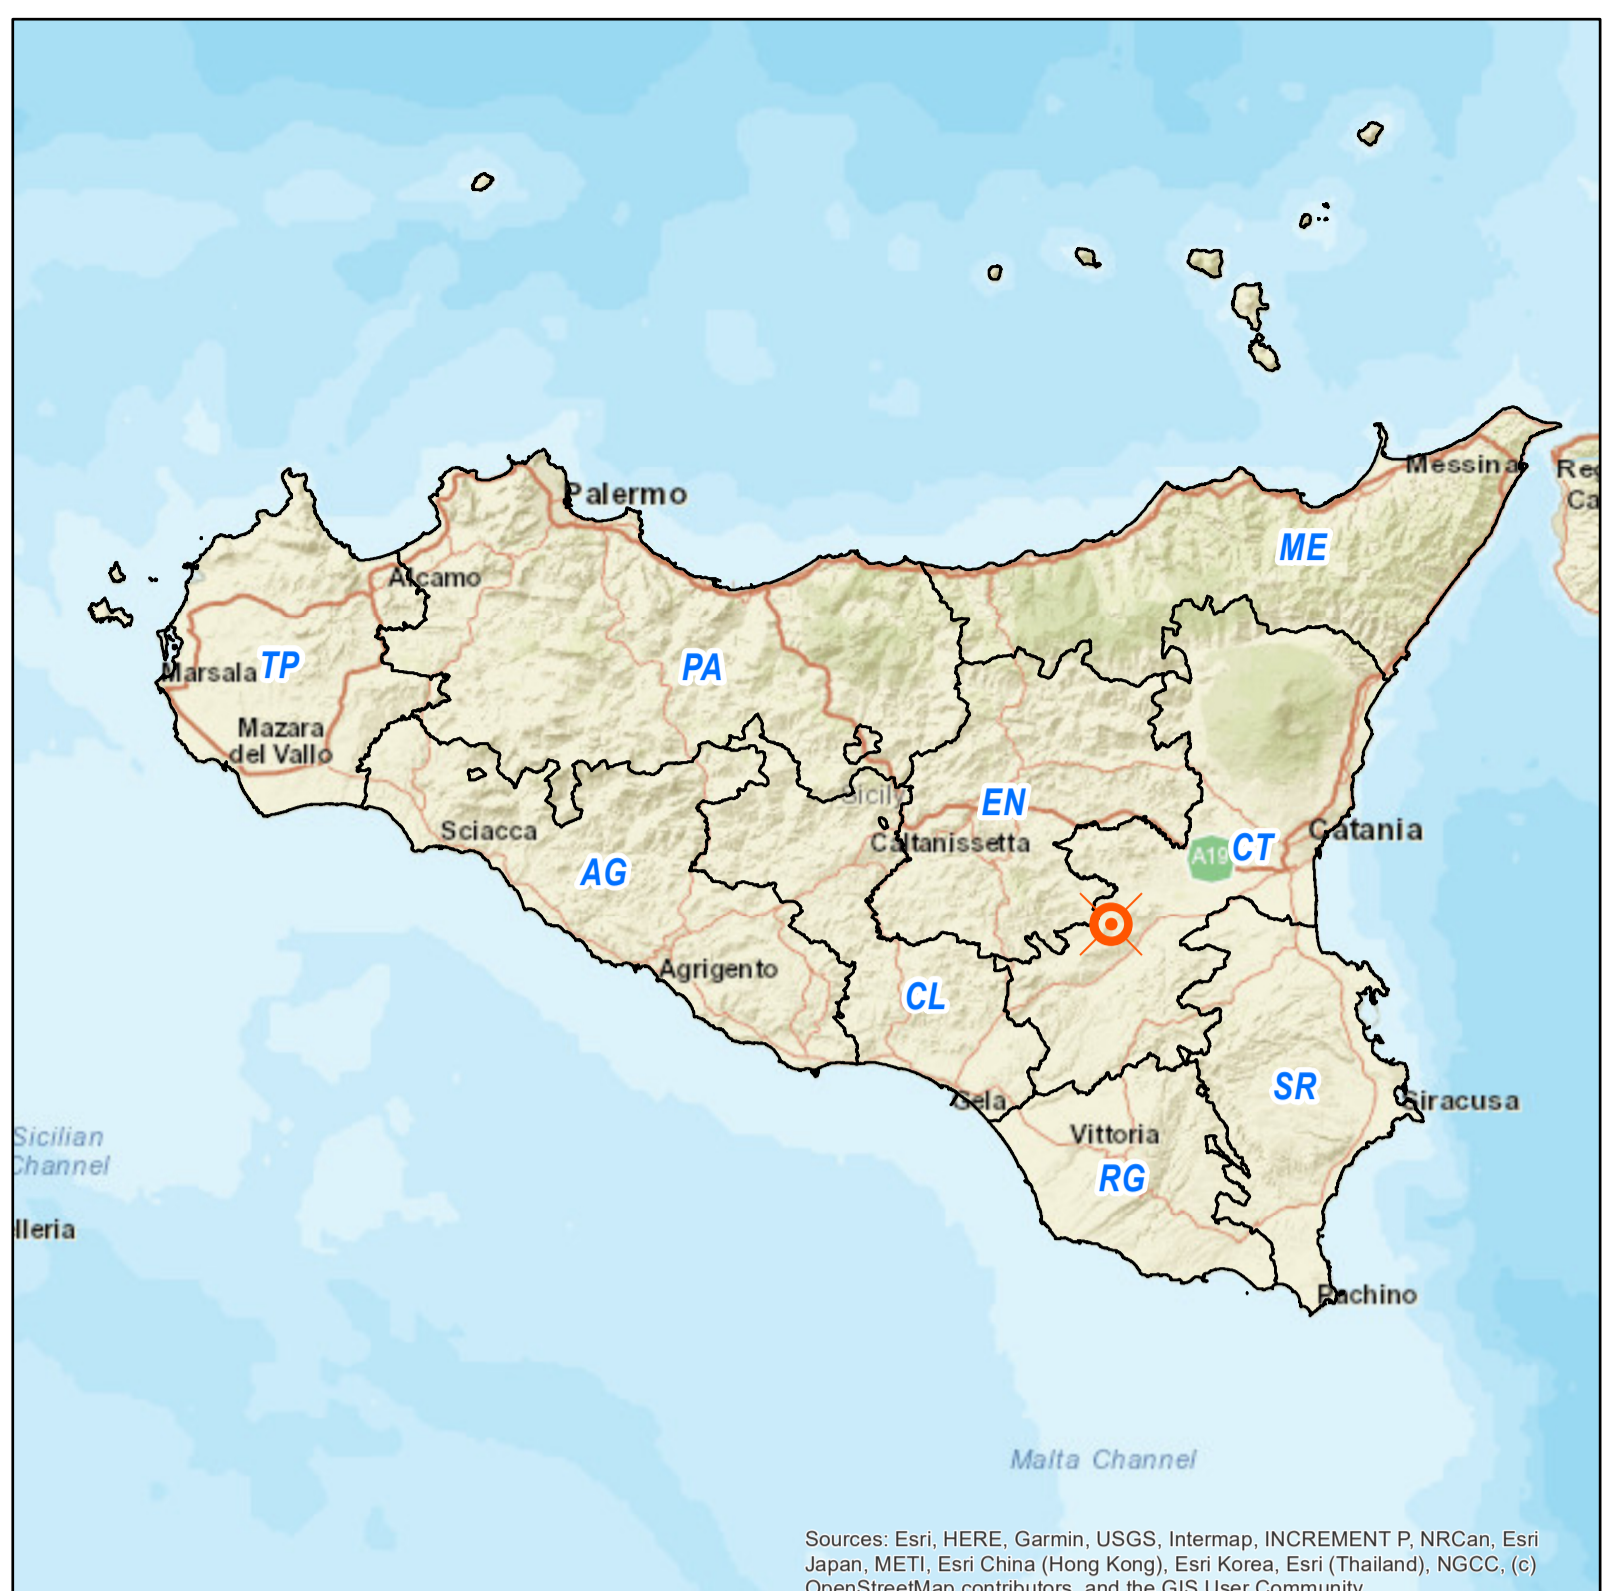 Palermo
Messina
Reg
Ca
ME
Alcamo
Marsala
TP
PA
Mazara
del Vallo
Sicily
EN
Sciacca
Caltanissetta
A19
CT
Catania
AG
Agrigento
CL
SR
Gela
Siracusa
Vittoria
Sicilian
Channel
RG
lleria
Pachino
Malta Channel
Sources: Esri, HERE, Garmin, USGS, Intermap, INCREMENT P, NRCan, Esri
Japan, METI, Esri China (Hong Kong), Esri Korea, Esri (Thailand), NGCC, (c)
OpenStreetMap contributors, and the GIS User Community